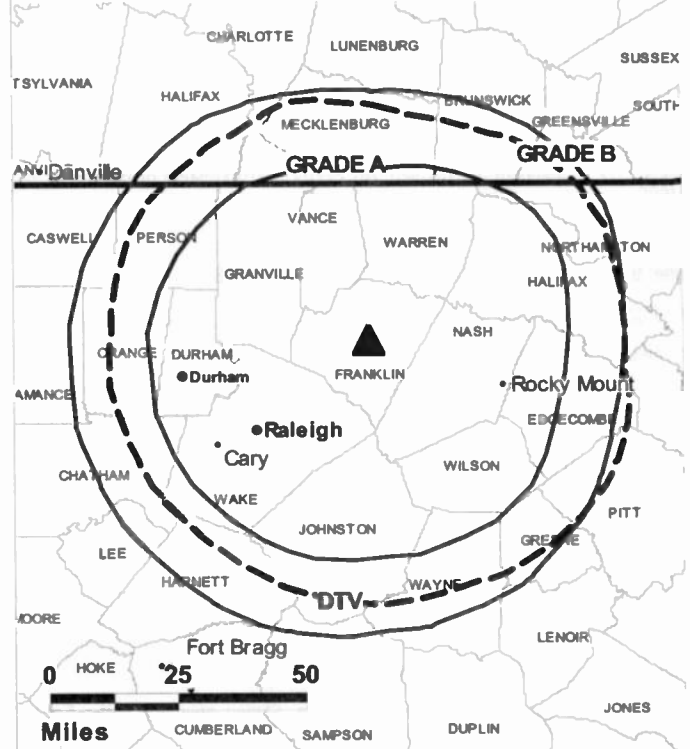 CHARLOTTE
LUNENBURG
SUSSEX
TSYLVANIA
HALIFAX
BRUNSWICK
SOUTH
MECKLENBURG
GREENSVILLE
GRADE B
GRADE A
Danville
VANCE
CASWELL
PERSON
WARREN
NORTHAMPTON
GRANVILLE
HALIFAX
NASH
ORANGE
DURHAM
FRANKLIN
Durham
Rocky Mount
AMANCE
EDGECOMBE
Raleigh
Cary
WILSON
CHATHAM
WAKE
PITT
JOHNSTON
GREENE
LEE
HARNETT
WAYNE
DTV
MOORE
LENOIR
Fort Bragg
HOKE
0 25 50
JONES
Miles
CUMBERLAND
SAMPSON
DUPLIN